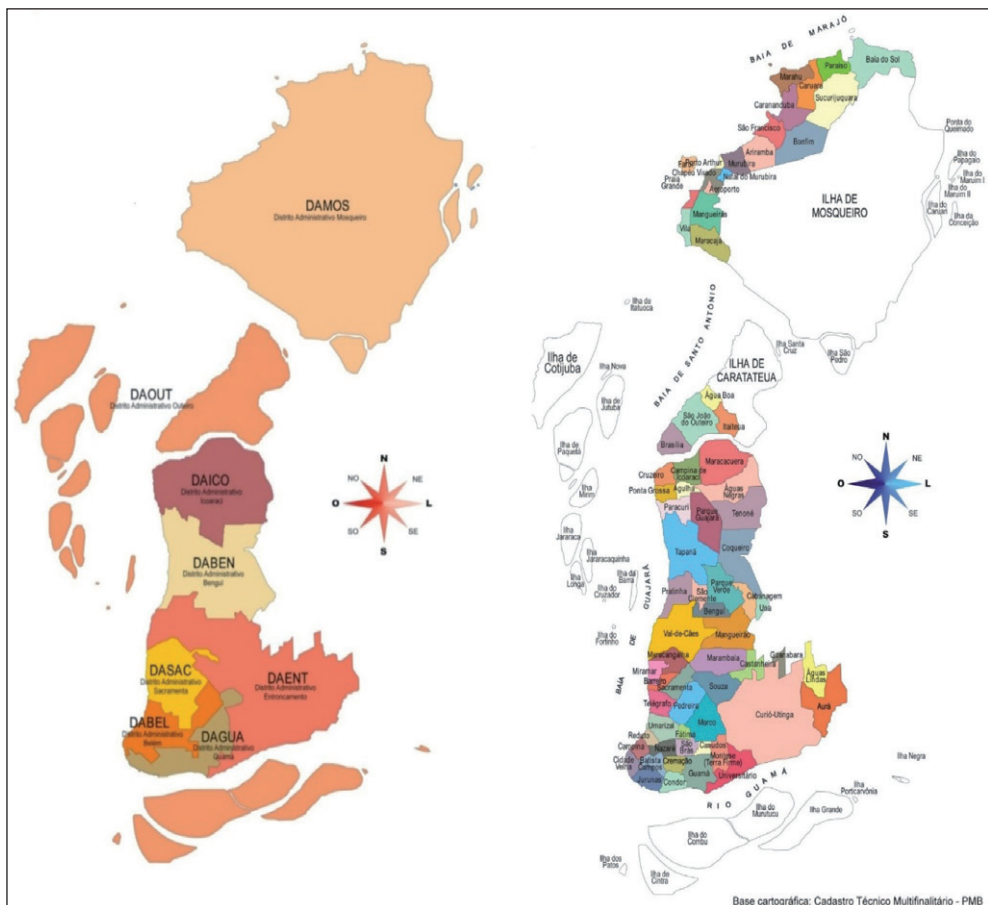 DAMOS
Distrito Administrativo Mosqueiro
DAOUT
Distrito Administrativo Outeiro
DAICO
Distrito Administrativo
Icoaraci
DABEN
Distrito Administrativo
Benguí
DASAC
Distrito Administrativo
Sacramenta
DAENT
Distrito Administrativo
Entroncamento
DABEL
Distrito Administrativo
Belém
DAGUA
Distrito Administrativo
Guamá
N
NO
NE
O
L
SO
SE
S
BAIA DE MARAJÓ
Baia do Sol
Paraíso
Marahu
Caruara
Sucurijuquara
Carananduba
São Francisco
Bonfim
Ariramba
Porto Arthur
Murubira
Farol
Chapéu Virado
Natal do Murubira
Praia
Grande
Aeroporto
Mangueiras
Vila
Maracajá
ILHA DE
MOSQUEIRO
Ponta do
Queimado
Ilha do
Papagaio
Ilha do
Maruim I
Ilha do
Maruim II
Ilha do
Caruari
Ilha da
Conceição
Ilha de
Tatuoca
BAIA DE SANTO ANTÔNIO
Ilha de
Cotijuba
Ilha Nova
Ilha de
Jutuba
Ilha Santa
Cruz
Ilha São
Pedro
ILHA DE
CARATATEUA
Água Boa
São João
do Outeiro
Itaiteua
Brasília
Ilha de
Paquetá
Ilha
Mirim
Ilha
Jararaca
Ilha
Jararaquinha
Ilha
Longa
Ilha da
Barra
Ilha do
Cruzador
Ilha do
Fortinho
BAÍA DE GUAJARÁ
Maracacuera
Cruzeiro
Campina de
Icoaraci
Ponta Grossa
Agulha
Águas
Negras
Paracuri
Parque
Guajará
Tenoné
Tapanã
Coqueiro
Pratinha
São
Clemente
Parque
Verde
Cabanagem
Benguí
Una
Val-de-Cães
Mangueirão
Maracangalha
Marambaia
Castanheira
Guanabara
Águas
Lindas
Aurá
Miramar
Barreiro
Sacramenta
Souza
Curió-Utinga
Telégrafo
Pedreira
Marco
Umarizal
Fátima
Reduto
Campina
Nazaré
São
Brás
Canudos
Cidade
Velha
Batista
Campos
Cremação
Montese
(Terra Firme)
Jurunas
Condor
Guamá
Universitário
RIO GUAMÁ
Ilha Negra
Ilha
Porticarvônia
Ilha do
Murutucu
Ilha Grande
Ilha do
Combú
Ilha dos
Patos
Ilha de
Cintra
N
NO
NE
O
L
SO
SE
S
Base cartográfica: Cadastro Técnico Multifinalitário - PMB